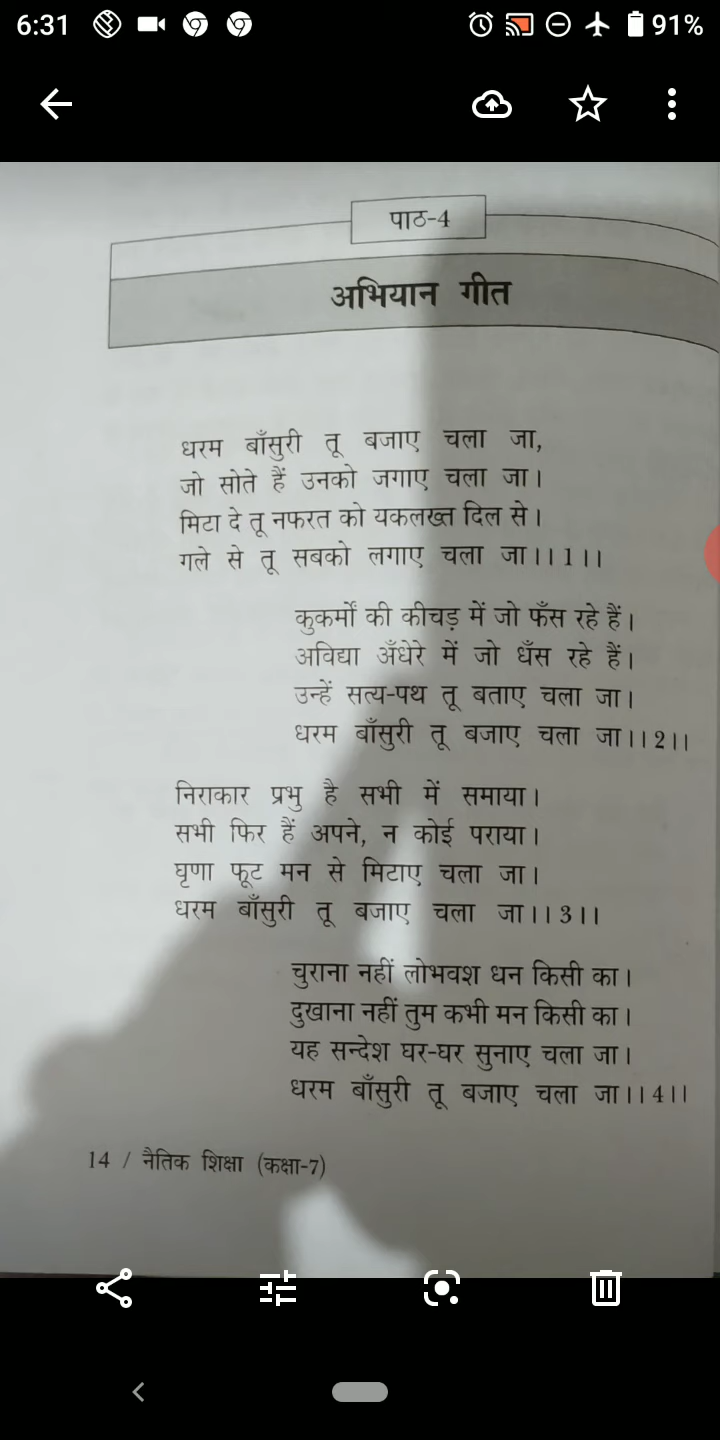 6:31
91%
पाठ-4
अभियान गीत
धरम बाँसुरी तू बजाए चला जा,
जो सोते हैं उनको जगाए चला जा।
मिटा दे तू नफरत को यकलख्त दिल से।
गले से तू सबको लगाए चला जा।।1।।
कुकर्मों की कीचड़ में जो फँस रहे हैं।
अविद्या अँधेरे में जो धँस रहे हैं।
उन्हें सत्य-पथ तू बताए चला जा।
धरम बाँसुरी तू बजाए चला जा।।2।।
निराकार प्रभु है सभी में समाया।
सभी फिर हैं अपने, न कोई पराया।
घृणा फूट मन से मिटाए चला जा।
धरम बाँसुरी तू बजाए चला जा।।3।।
चुराना नहीं लोभवश धन किसी का।
दुखाना नहीं तुम कभी मन किसी का।
यह सन्देश घर-घर सुनाए चला जा।
धरम बाँसुरी तू बजाए चला जा।।4।।
14 / नैतिक शिक्षा (कक्षा-7)